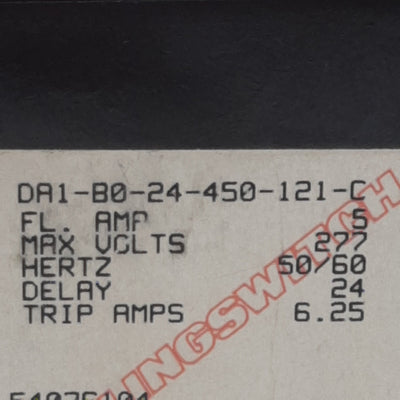 DA1-B0-24-450-121-C
FL. AMP 5
MAX VOLTS 277
HERTZ 50/60
DELAY 24
TRIP AMPS 6.25
LINGSWITCH